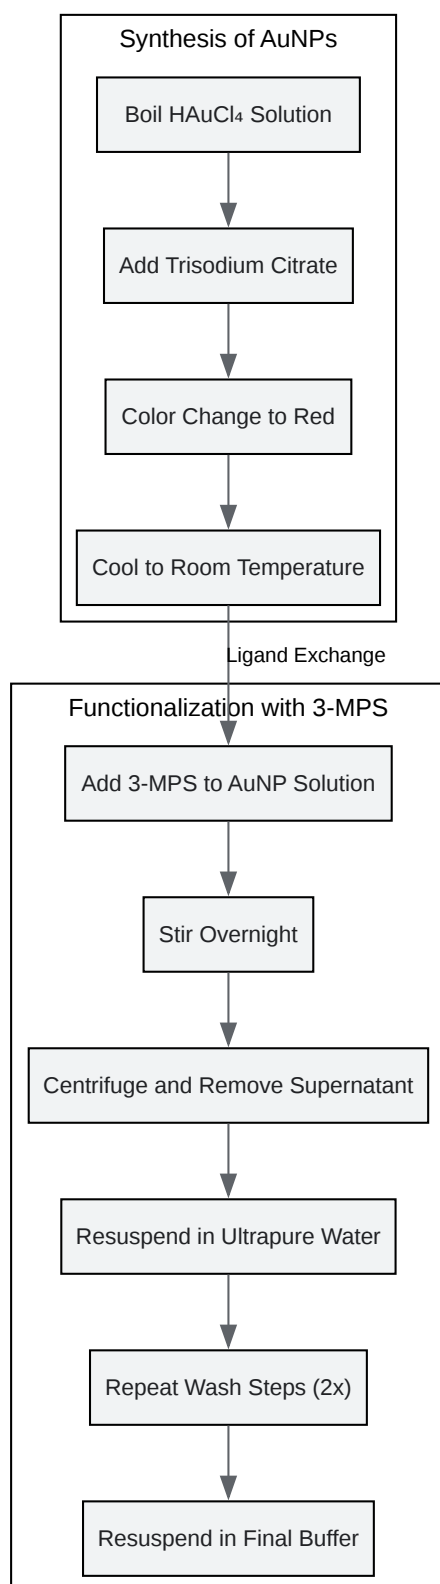 Synthesis of AuNPs
Boil HAuCl₄ Solution
Add Trisodium Citrate
Color Change to Red
Cool to Room Temperature
Ligand Exchange
Functionalization with 3-MPS
Add 3-MPS to AuNP Solution
Stir Overnight
Centrifuge and Remove Supernatant
Resuspend in Ultrapure Water
Repeat Wash Steps (2x)
Resuspend in Final Buffer